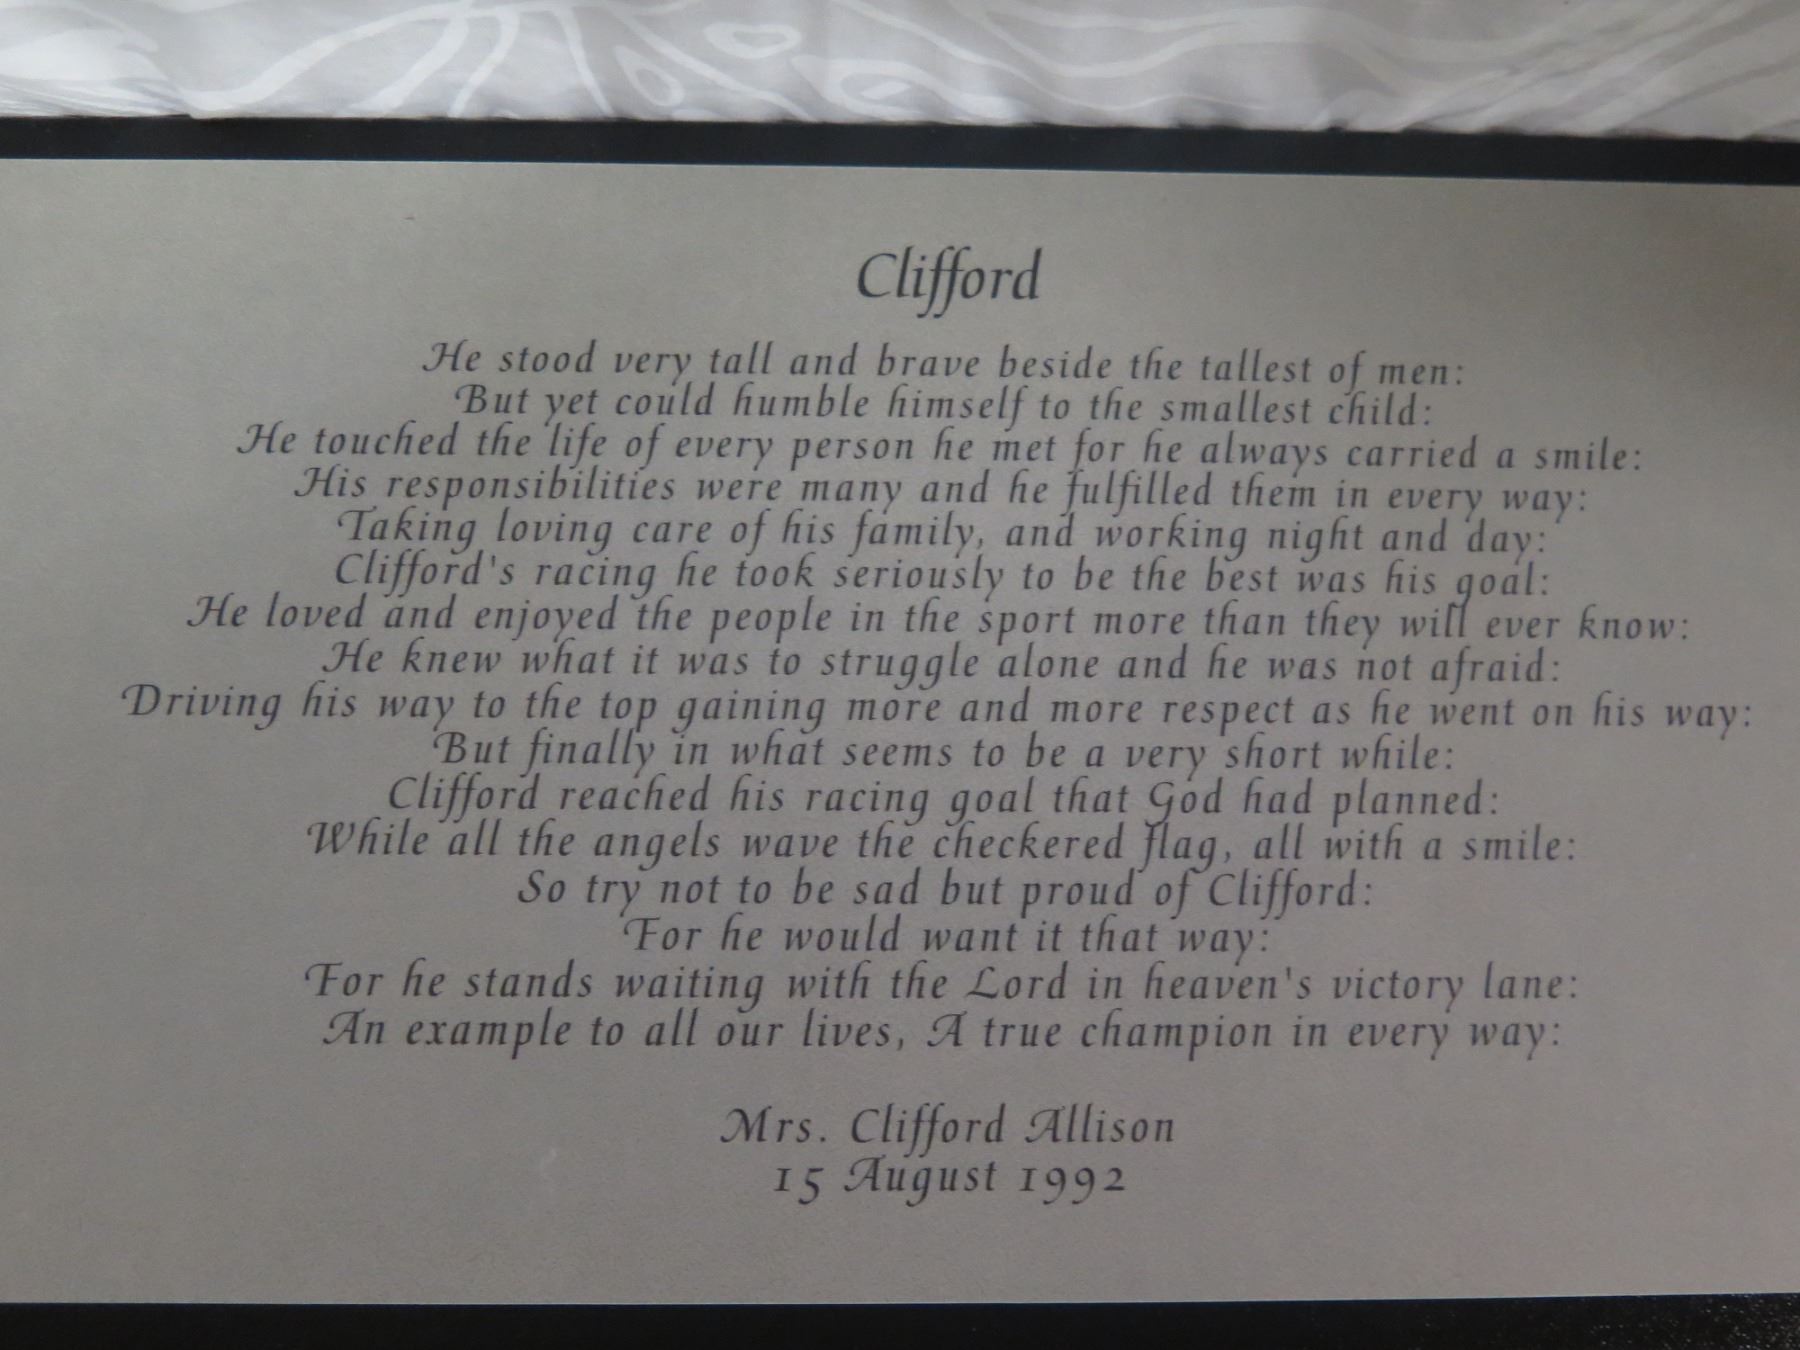 Clifford
He stood very tall and brave beside the tallest of men:
But yet could humble himself to the smallest child:
He touched the life of every person he met for he always carried a smile:
His responsibilities were many and he fulfilled them in every way:
Taking loving care of his family, and working night and day:
Clifford's racing he took seriously to be the best was his goal:
He loved and enjoyed the people in the sport more than they will ever know:
He knew what it was to struggle alone and he was not afraid:
Driving his way to the top gaining more and more respect as he went on his way:
But finally in what seems to be a very short while:
Clifford reached his racing goal that God had planned:
While all the angels wave the checkered flag, all with a smile:
So try not to be sad but proud of Clifford:
For he would want it that way:
For he stands waiting with the Lord in heaven's victory lane:
An example to all our lives, A true champion in every way:
Mrs. Clifford Allison
15 August 1992